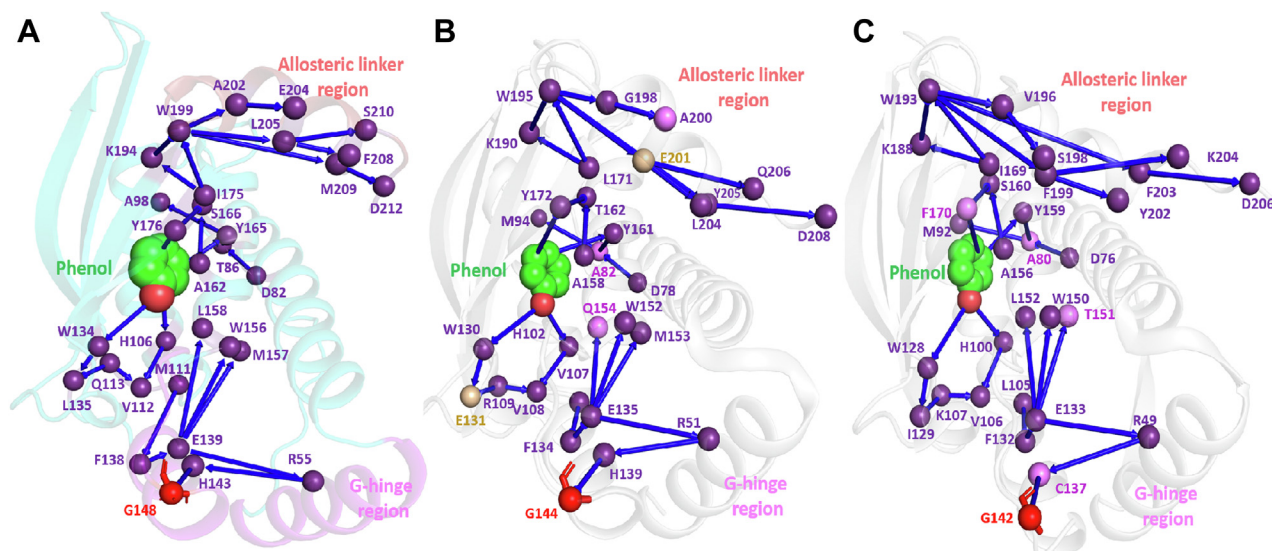 A
Allosteric linker
region
A202
E204
W199
L205
S210
K194
F208
M209
I175
A98
S166
D212
Y176
Y165
Phenol
T86
A162
D82
L158
W134
H106
W156
M111
M157
Q113
L135
V112
E139
F138
R55
H143
G-hinge
region
G148
B
Allosteric linker
region
W195
G198
A200
K190
F201
L171
Q206
Y172
Y205
T162
M94
L204
Y161
D208
Phenol
A82
A158
D78
Q154
W152
W130
H102
M153
V107
R109
E131
V108
E135
R51
F134
H139
G-hinge
region
G144
C
Allosteric linker
region
W193
V196
K188
S198
K204
I169
S160
F199
F203
F170
Y159
Y202
D206
M92
Phenol
A80
D76
A156
L152
W150
T151
W128
H100
L105
K107
V106
E133
I129
F132
R49
C137
G-hinge
region
G142